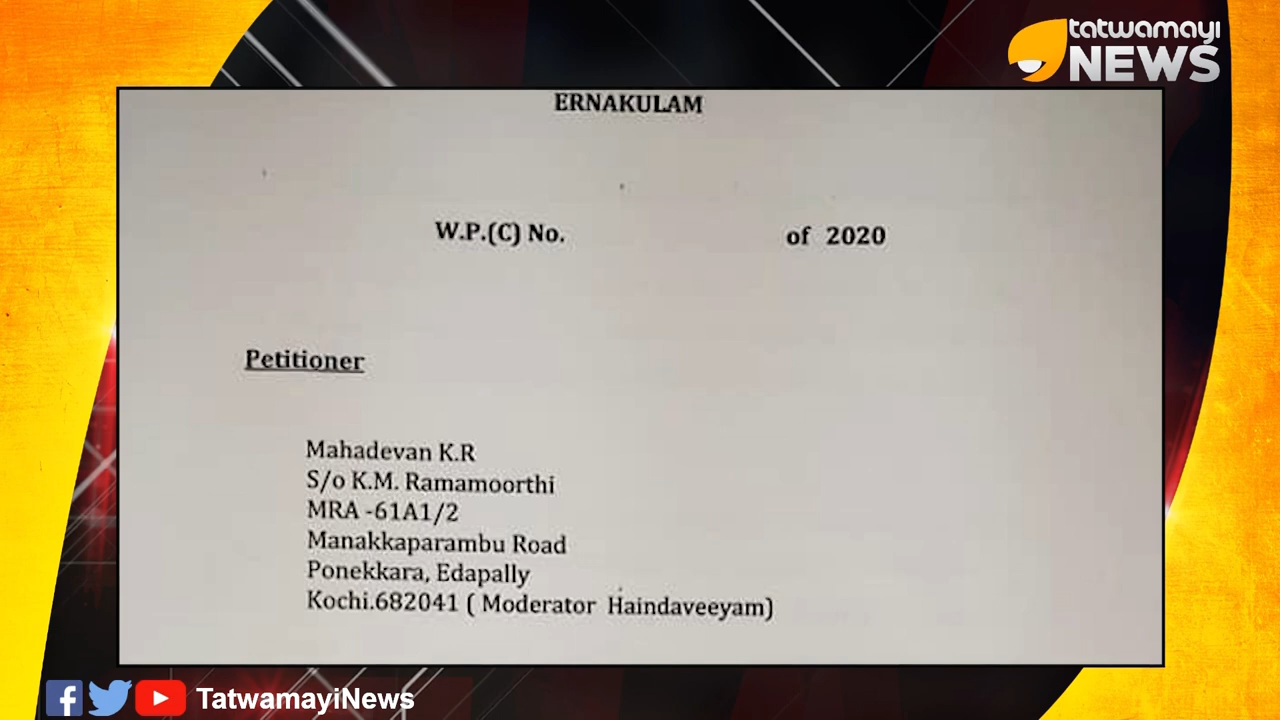 tatwamayi
NEWS
ERNAKULAM
W.P.(C) No. of 2020
Petitioner
Mahadevan K.R
S/o K.M. Ramamoorthi
MRA -61A1/2
Manakkaparambu Road
Ponekkara, Edapally
Kochi.682041 ( Moderator Haindaveeyam)
TatwamayiNews